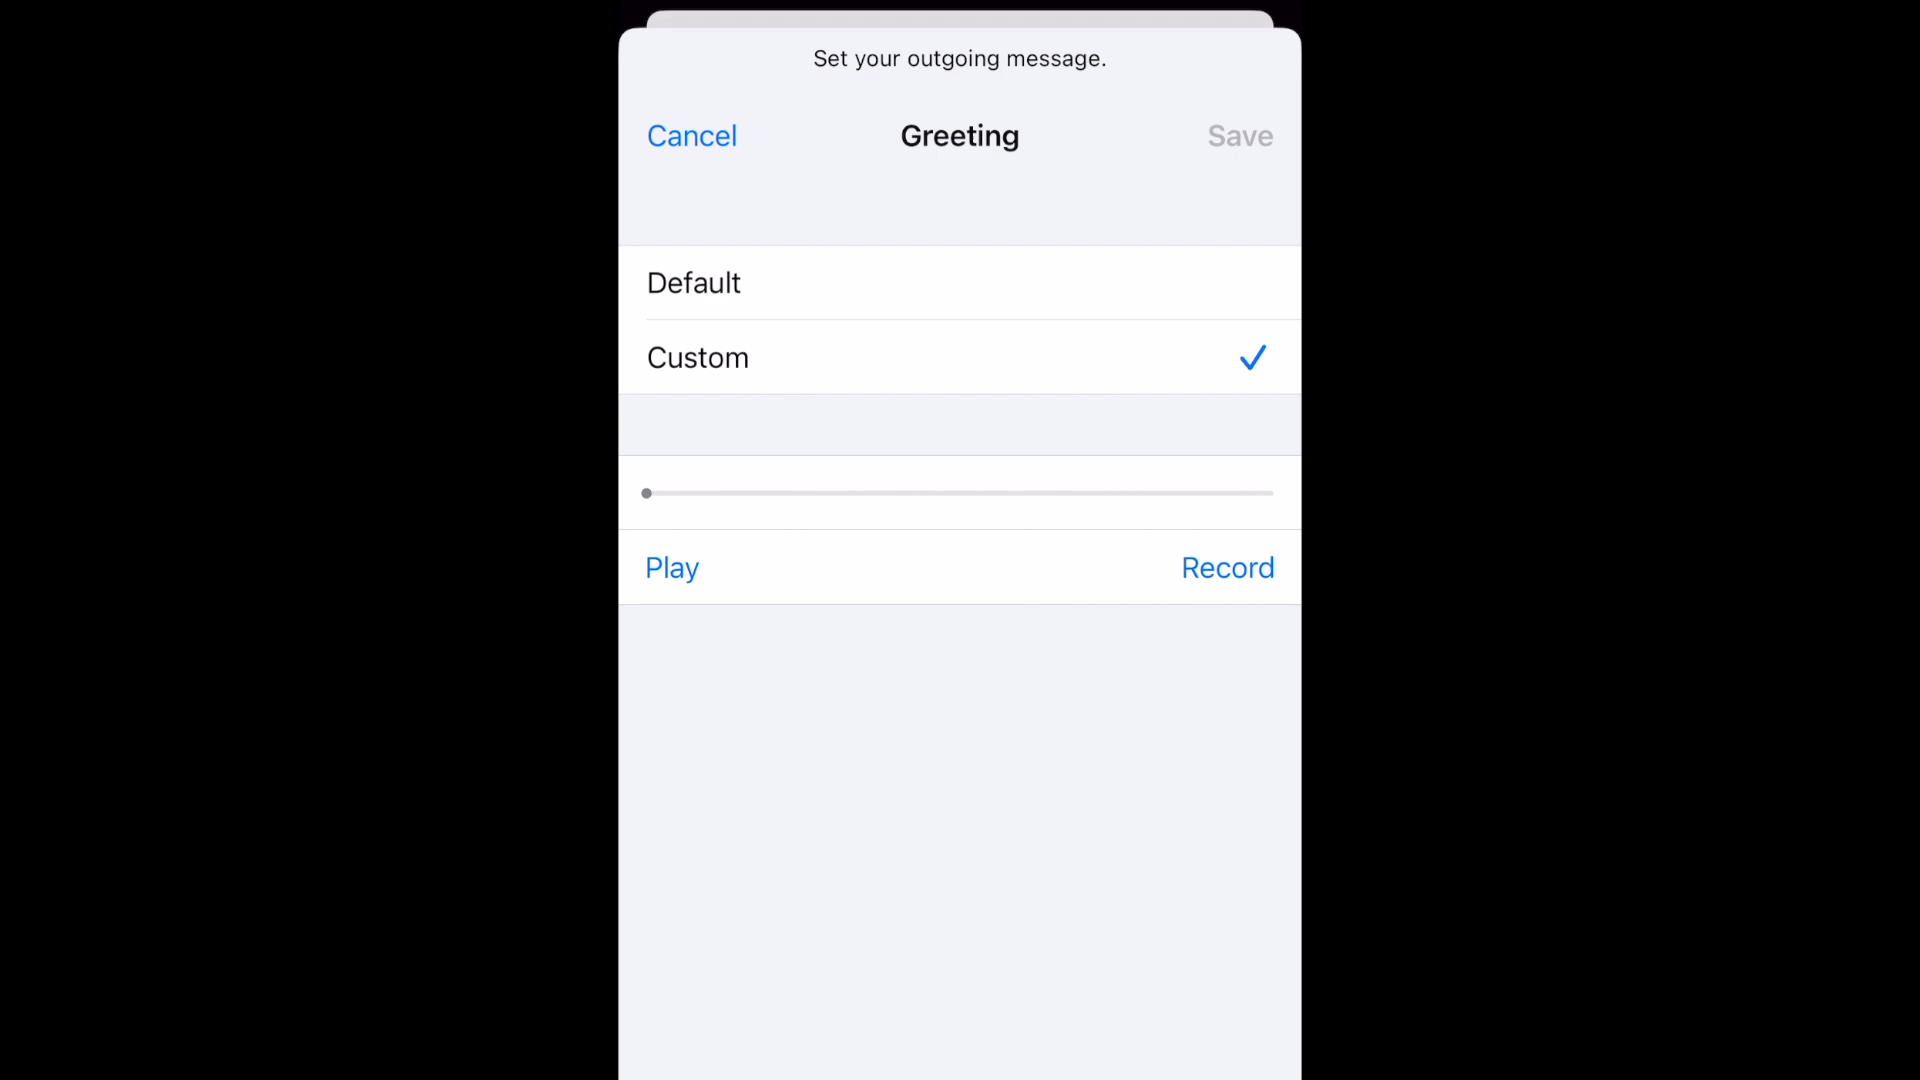 Set your outgoing message.
Cancel Greeting Save
Default
Custom
Play Record